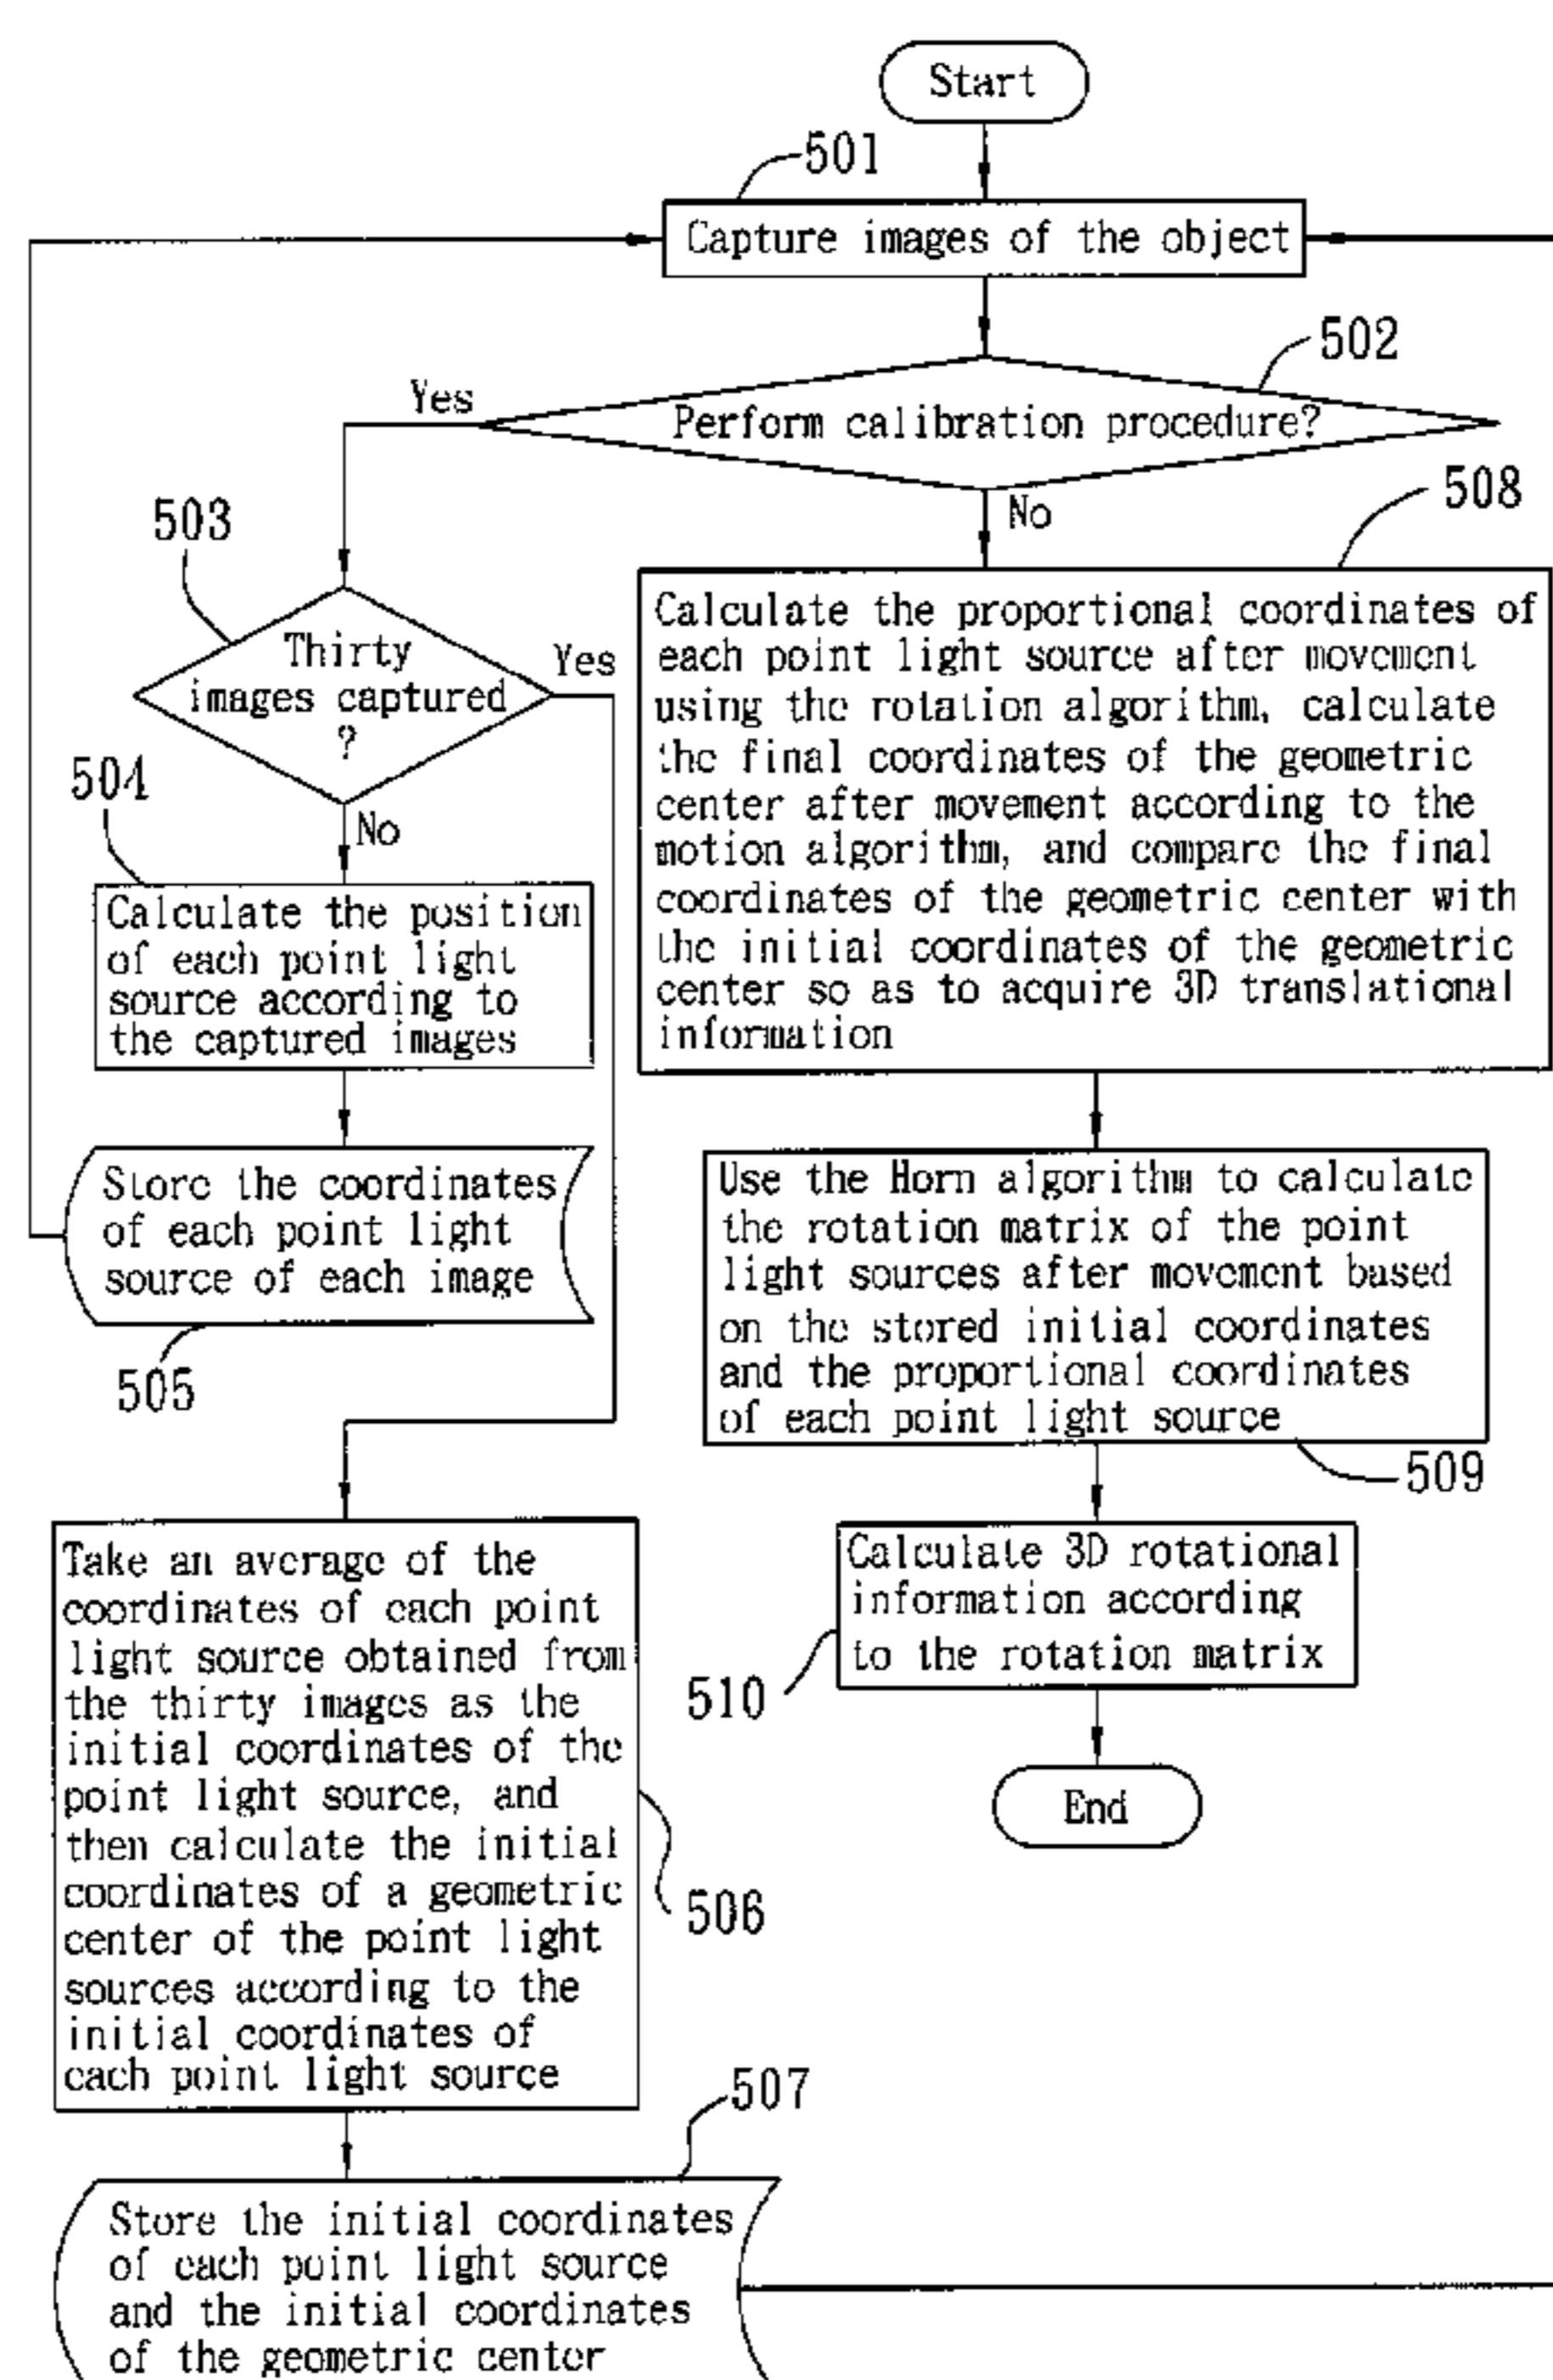 Start
501
Capture images of the object
502
Yes
Perform calibration procedure?
508
No
503
Thirty
images captured
?
Yes
504
No
Calculate the proportional coordinates of
each point light source after movement
using the rotation algorithm, calculate
the final coordinates of the geometric
center after movement according to the
motion algorithm, and compare the final
coordinates of the geometric center with
the initial coordinates of the geometric
center so as to acquire 3D translational
information
Calculate the position
of each point light
source according to
the captured images
Store the coordinates
of each point light
source of each image
505
Use the Horn algorithm to calculate
the rotation matrix of the point
light sources after movement based
on the stored initial coordinates
and the proportional coordinates
of each point light source
509
Take an average of the
coordinates of each point
light source obtained from
the thirty images as the
initial coordinates of the
point light source, and
then calculate the initial
coordinates of a geometric
center of the point light
sources according to the
initial coordinates of
each point light source
506
Calculate 3D rotational
information according
to the rotation matrix
510
End
507
Store the initial coordinates
of each point light source
and the initial coordinates
of the geometric center